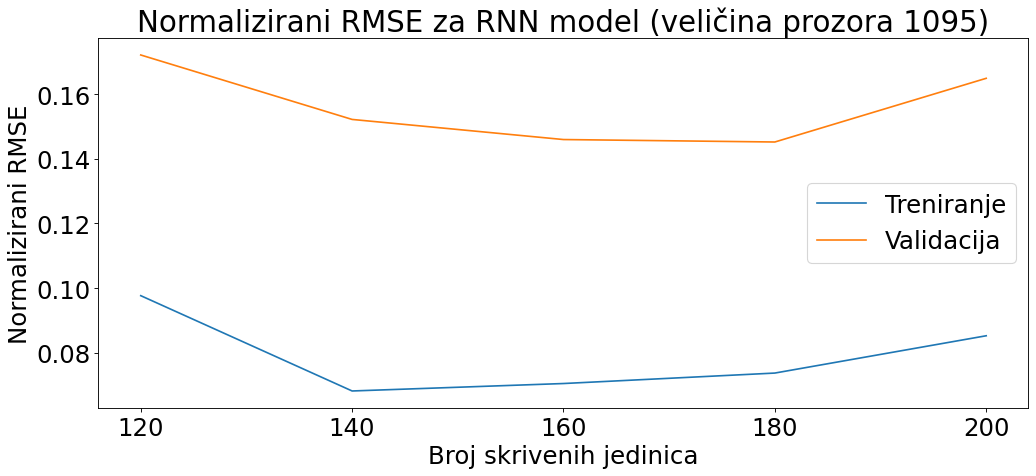 Normalizirani RMSE za RNN model (veličina prozora 1095)
Normalizirani RMSE
0.16
0.14
0.12
0.10
0.08
Treniranje
Validacija
120 140 160 180 200
Broj skrivenih jedinica